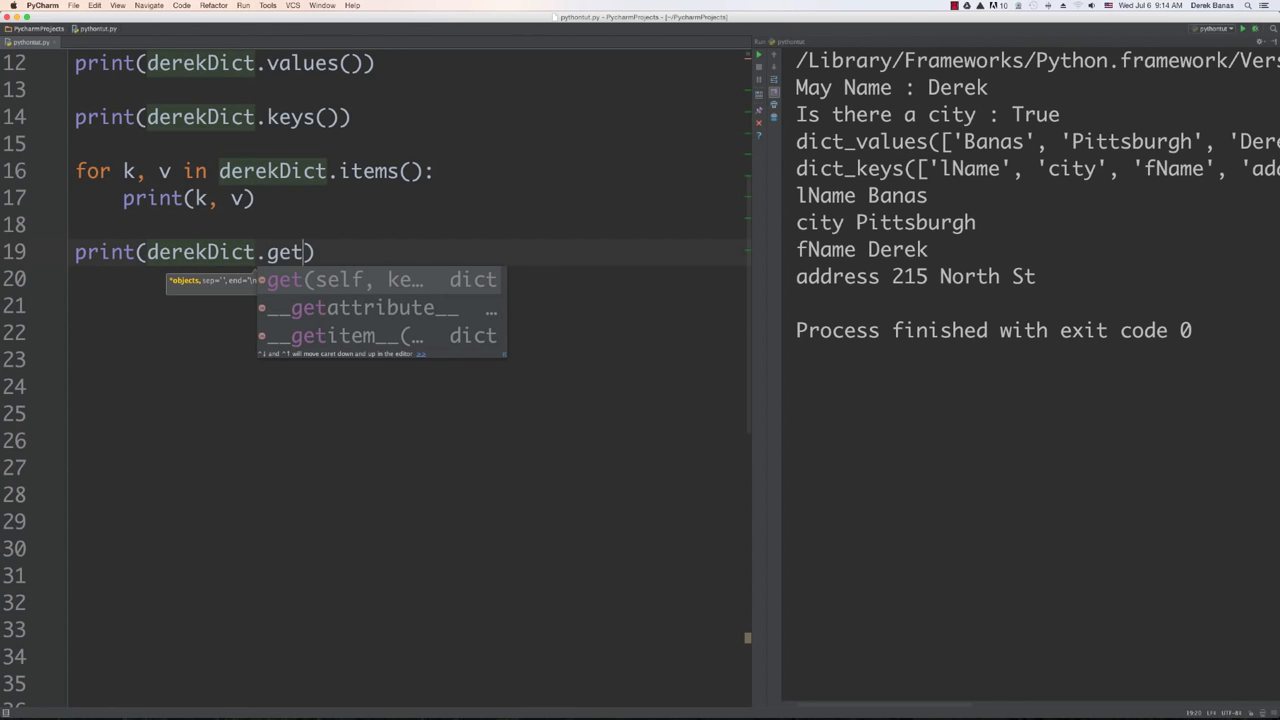 PyCharm File Edit View Navigate Code Refactor Run Tools VCS Window Help 10 Wed Jul 6 9:14 AM Derek Banas
pythontut.py - PycharmProjects - [~/PycharmProjects]
PycharmProjects pythontut.py pythontut
pythontut.py
Run pythontut
12 print(derekDict.values())
13
14 print(derekDict.keys())
15
16 for k, v in derekDict.items():
17 print(k, v)
18
19 print(derekDict.get)
20
*objects, sep='', end='\n
get(self, ke… dict
21
__getattribute__ …
22
__getitem__(… dict
^↓ and ^↑ will move caret down and up in the editor >>
23
24
25
26
27
28
29
30
31
32
33
34
35
/Library/Frameworks/Python.framework/Vers
May Name : Derek
Is there a city : True
dict_values(['Banas', 'Pittsburgh', 'De
dict_keys(['lName', 'city', 'fName', 'ad
lName Banas
city Pittsburgh
fName Derek
address 215 North St
Process finished with exit code 0
19:20 LF÷ UTF-8÷